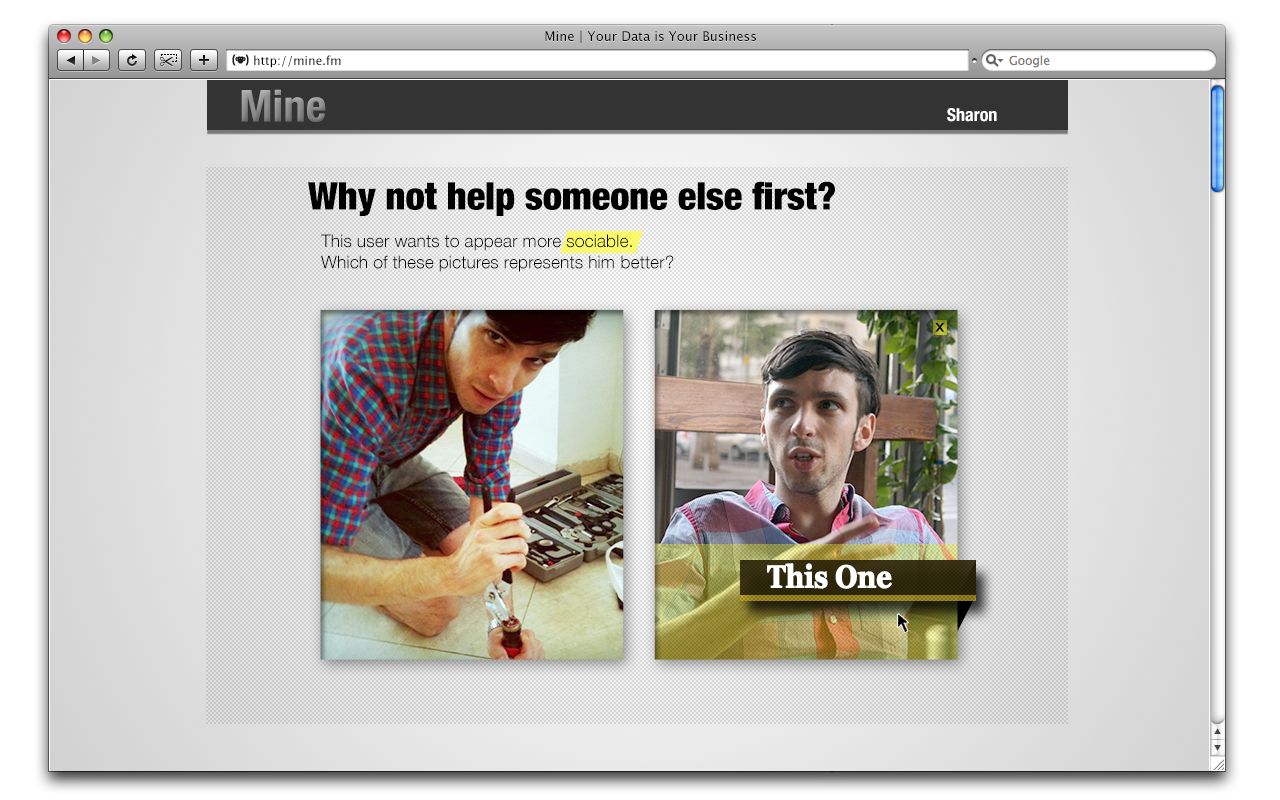 Mine | Your Data is Your Business
http://mine.fm
Google
Mine
Sharon
Why not help someone else first?
This user wants to appear more sociable.
Which of these pictures represents him better?
X
This One